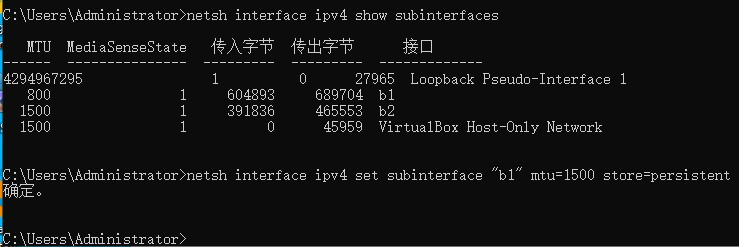 C:\Users\Administrator>netsh interface ipv4 show subinterfaces
MTU MediaSenseState 传入字节 传出字节 接口
------ --------------- --------- --------- -------------
4294967295 1 0 27965 Loopback Pseudo-Interface 1
800 1 604893 689704 b1
1500 1 391836 465553 b2
1500 1 0 45959 VirtualBox Host-Only Network
C:\Users\Administrator>netsh interface ipv4 set subinterface "b1" mtu=1500 store=persistent
确定。
C:\Users\Administrator>